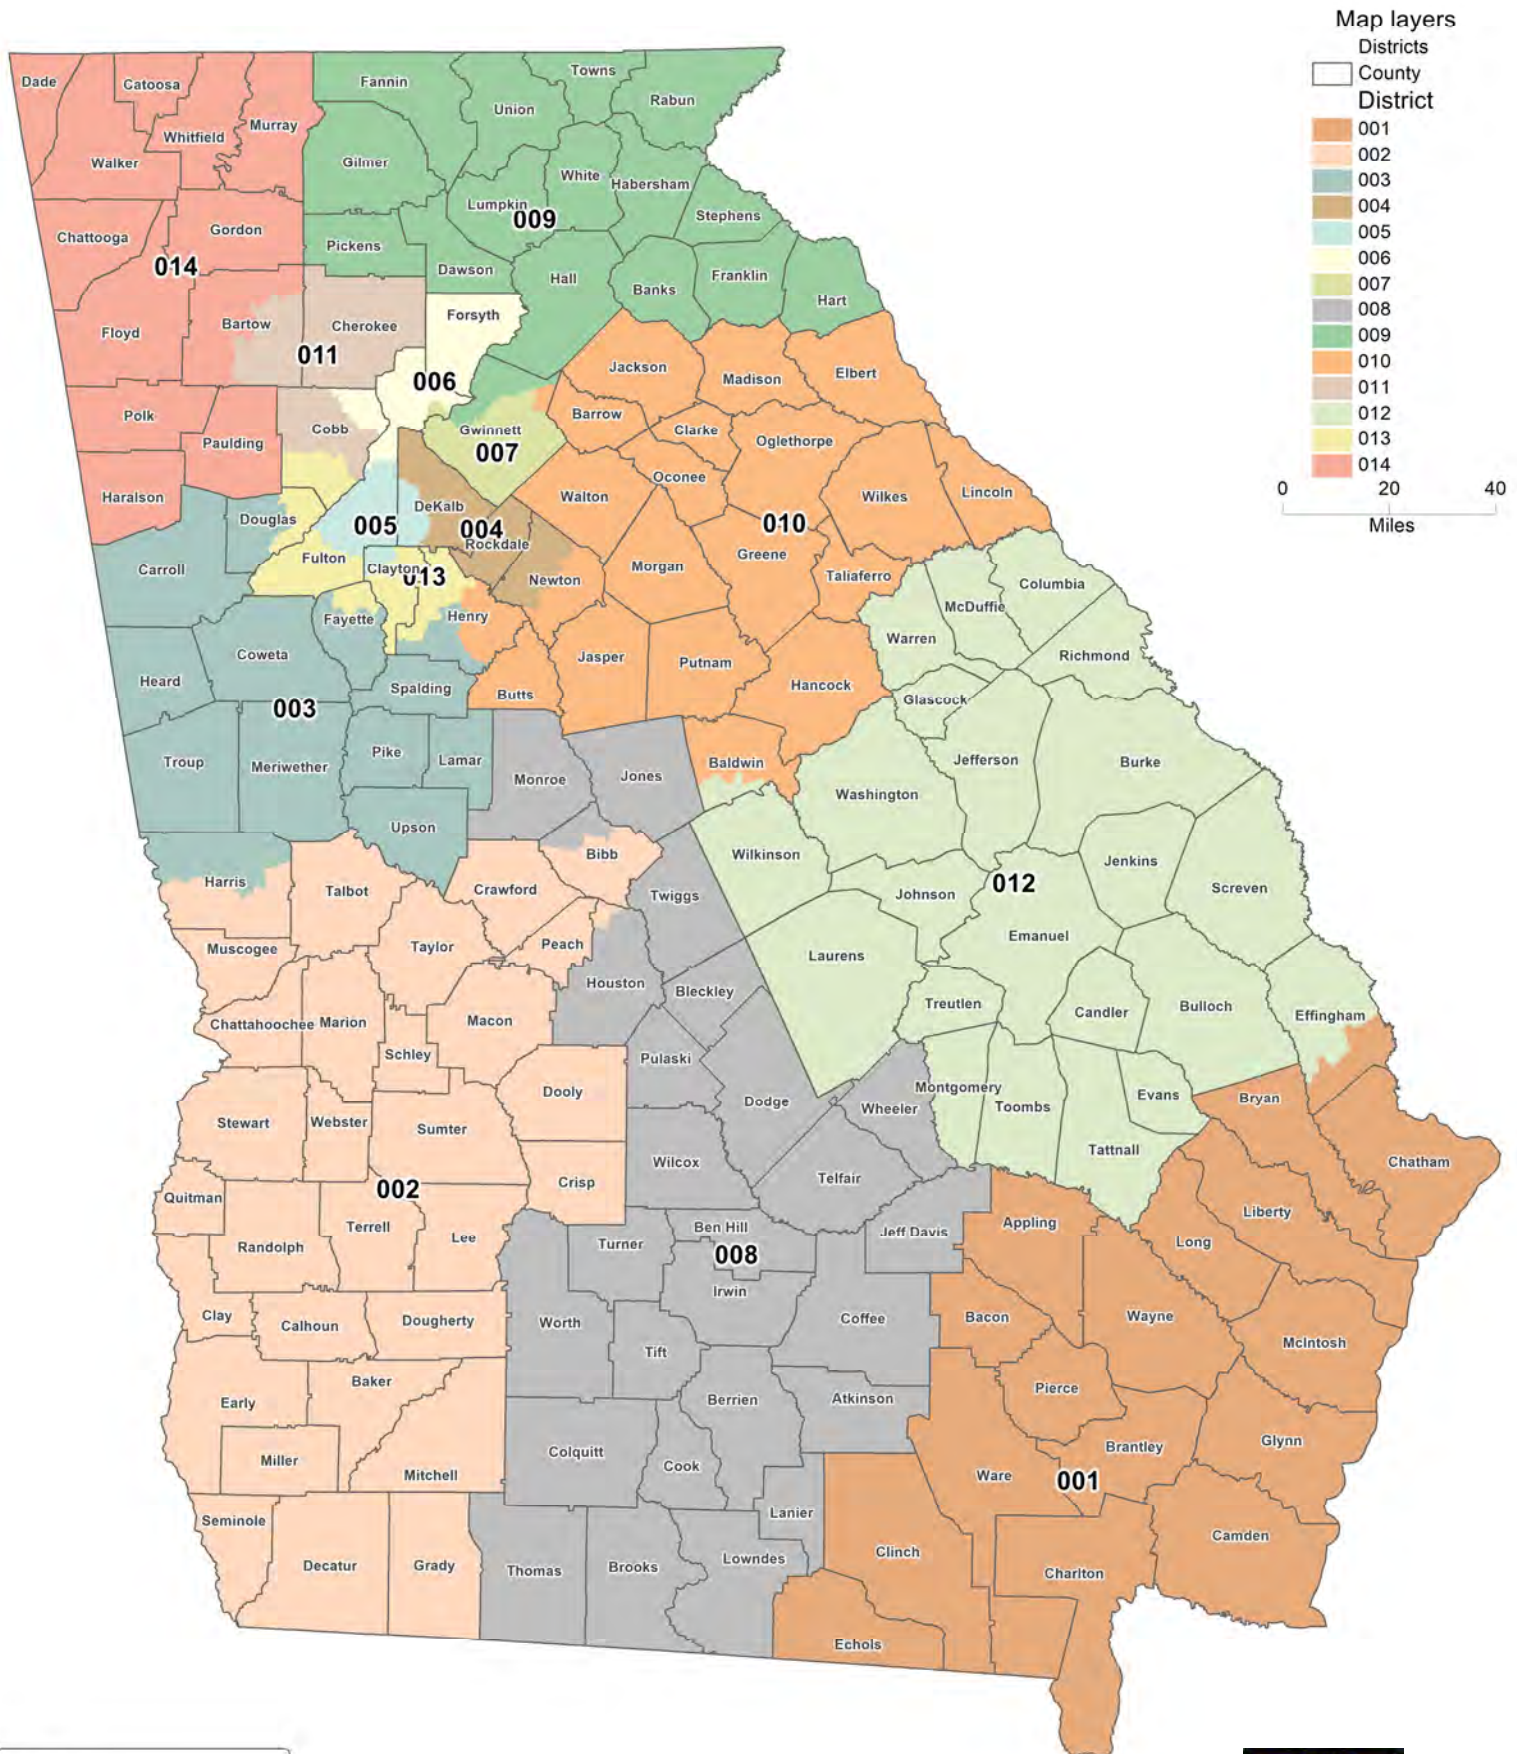 Map layers
Districts
County
District
001
002
003
004
005
006
007
008
009
010
011
012
013
014
0 20 40
Miles
Dade
Catoosa
Fannin
Towns
Union
Rabun
Whitfield
Murray
Walker
Gilmer
White
Habersham
Lumpkin
009
Stephens
Chattooga
Gordon
Pickens
014
Dawson
Hall
Banks
Franklin
Hart
Forsyth
Floyd
Bartow
Cherokee
011
006
Jackson
Madison
Elbert
Polk
Paulding
Cobb
Gwinnett
007
Barrow
Clarke
Oglethorpe
Oconee
Haralson
Walton
Wilkes
Lincoln
Douglas
005
DeKalb
004
Rockdale
010
Carroll
Fulton
Clayton
013
Newton
Morgan
Greene
Taliaferro
Columbia
McDuffie
Fayette
Henry
Warren
Coweta
Jasper
Putnam
Richmond
Heard
Spalding
Butts
Hancock
Glascock
003
Troup
Meriwether
Pike
Lamar
Monroe
Jones
Baldwin
Jefferson
Burke
Washington
Upson
Harris
Talbot
Crawford
Bibb
Wilkinson
Jenkins
Twiggs
Johnson
012
Screven
Muscogee
Taylor
Peach
Laurens
Emanuel
Houston
Bleckley
Treutlen
Candler
Bulloch
Effingham
Chattahoochee
Marion
Macon
Schley
Pulaski
Dooly
Dodge
Wheeler
Montgomery
Toombs
Evans
Bryan
Stewart
Webster
Sumter
Tattnall
Chatham
Wilcox
Telfair
Crisp
Quitman
002
Liberty
Randolph
Terrell
Lee
Turner
Ben Hill
008
Jeff Davis
Appling
Long
Irwin
Clay
Calhoun
Dougherty
Worth
Coffee
Bacon
Wayne
McIntosh
Tift
Early
Baker
Berrien
Atkinson
Pierce
Miller
Mitchell
Colquitt
Cook
Ware
001
Brantley
Glynn
Seminole
Lanier
Decatur
Grady
Thomas
Brooks
Lowndes
Clinch
Charlton
Camden
Echols